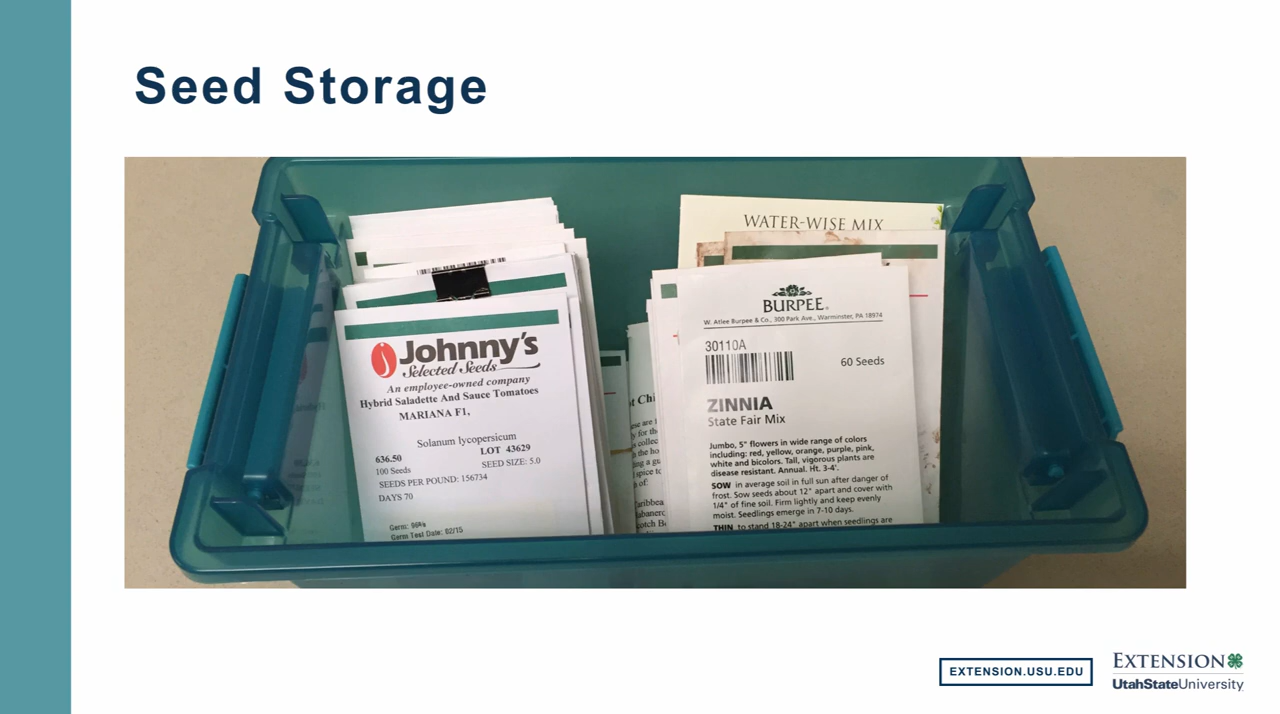 Seed Storage
Johnny's
Selected Seeds
An employee-owned company
Hybrid Saladette And Sauce Tomatoes
MARIANA F1,
Solanum lycopersicum
636.50
LOT 43629
100 Seeds
SEED SIZE: 5.0
SEEDS PER POUND: 156734
DAYS 70
Germ:
Germ Test Date: 02/15
WATER-WISE MIX
BURPEE
W. Atlee Burpee & Co., 300 Park Ave., Warminster, PA 18974
30110A
60 Seeds
ZINNIA
State Fair Mix
Jumbo, 5" flowers in wide range of colors
including: red, yellow, orange, purple, pink,
white and bicolors. Tall, vigorous plants are
disease resistant. Annual. Ht. 3-4'.
SOW in average soil in full sun after danger of
frost. Sow seeds about 12" apart and cover with
1/4" of fine soil. Firm lightly and keep evenly
moist. Seedlings emerge in 7-10 days.
THIN to stand 18-24" apart when seedlings are
EXTENSION.USU.EDU
EXTENSION
UtahStateUniversity